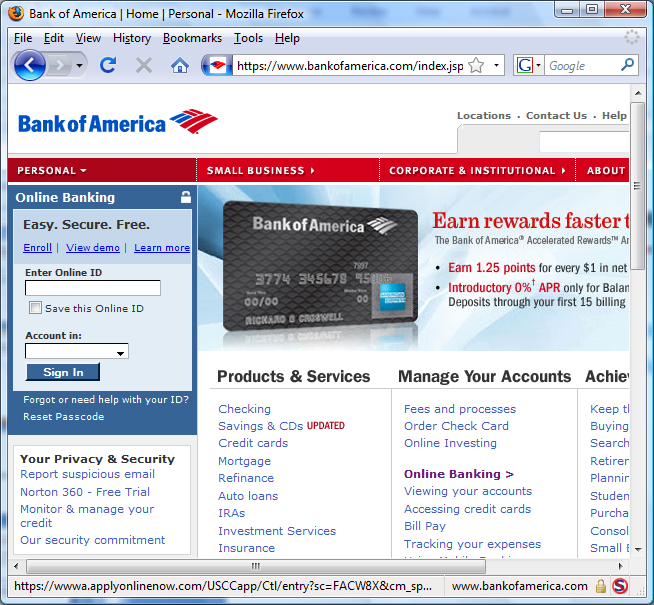 Bank of America | Home | Personal - Mozilla Firefox
File Edit View History Bookmarks Tools Help
https://www.bankofamerica.com/index.jsp
Google
Bank of America
Locations · Contact Us · Help
PERSONAL SMALL BUSINESS CORPORATE & INSTITUTIONAL ABOUT
Online Banking
Easy. Secure. Free.
Enroll | View demo | Learn more
Enter Online ID
Save this Online ID
Account in:
Sign In
Forgot or need help with your ID?
Reset Passcode
Your Privacy & Security
Report suspicious email
Norton 360 - Free Trial
Monitor & manage your
credit
Our security commitment
Bank of America
7997
3774 345678 95
00/00 00
RICHARD B CROSWELL
Earn rewards faster t
The Bank of America® Accelerated Rewards™ Ar
• Earn 1.25 points for every $1 in net
• Introductory 0%† APR only for Balan
Deposits through your first 15 billing
Products & Services
Checking
Savings & CDs UPDATED
Credit cards
Mortgage
Refinance
Auto loans
IRAs
Investment Services
Insurance
Manage Your Accounts
Fees and processes
Order Check Card
Online Investing
Online Banking >
Viewing your accounts
Accessing credit cards
Bill Pay
Tracking your expenses
Achiev
Keep th
Buying
Search
Retirer
Plannin
Studen
Purcha
Consol
Small B
https://wwwa.applyonlinenow.com/USCCapp/Ctl/entry?sc=FACW8X&cm_sp... www.bankofamerica.com